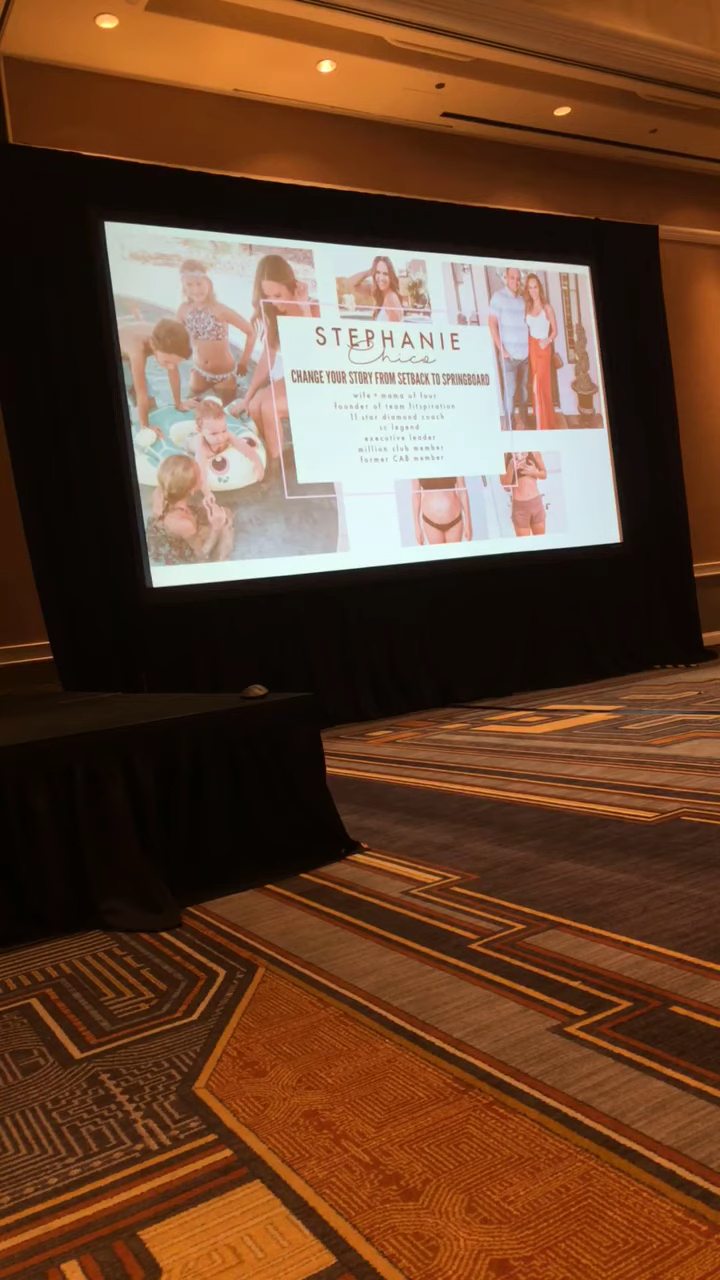 STEPHANIE
Chico
CHANGE YOUR STORY FROM SETBACK TO SPRINGBOARD
wife + mama of four
founder of team fitspiration
11 star diamond coach
sc legend
executive leader
million club member
former CAB member